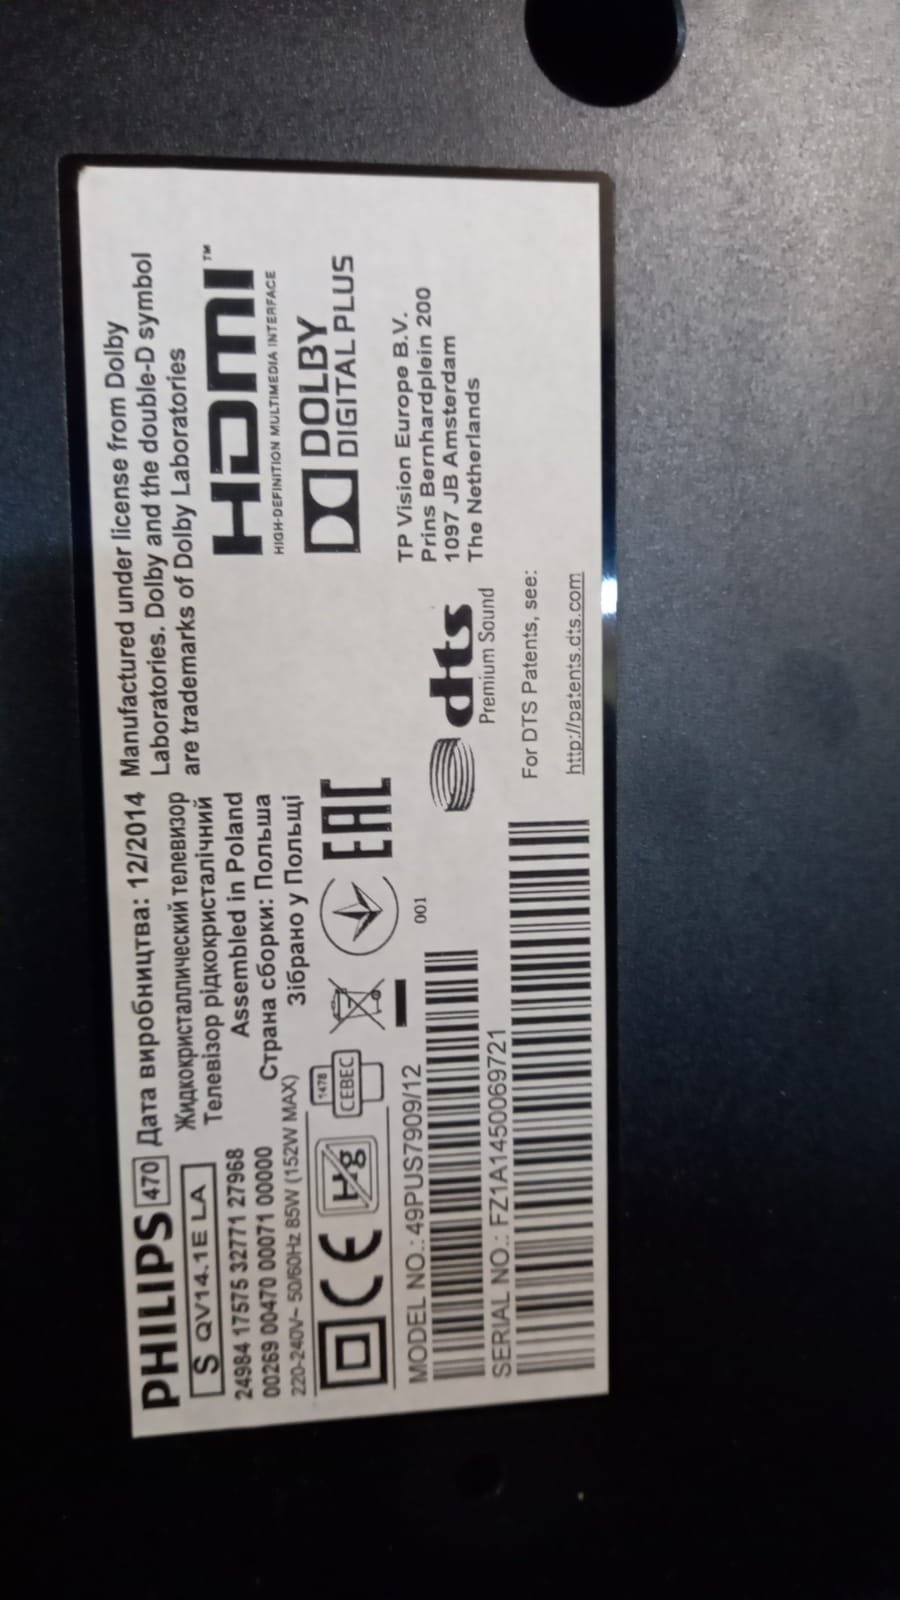 PHILIPS 470 Дата виробництва: 12/2014
S QV14.1E LA
Жидкокристаллический телевизор
Телевізор рідкокристалічний
24984 17575 32771 27968
Assembled in Poland
00269 00470 00071 00000
Страна сборки: Польша
220-240V~ 50/60Hz 85W (152W MAX)
Зібрано у Польщі
CE
Hg
1478
CEBEC
EAC
001
MODEL NO.: 49PUS7909/12
SERIAL NO.: FZ1A1450069721
Manufactured under license from Dolby
Laboratories. Dolby and the double-D symbol
are trademarks of Dolby Laboratories
HDMI™
HIGH-DEFINITION MULTIMEDIA INTERFACE
DOLBY
DIGITAL PLUS
TP Vision Europe B.V.
Prins Bernhardplein 200
1097 JB Amsterdam
The Netherlands
dts
Premium Sound
For DTS Patents, see:
http://patents.dts.com